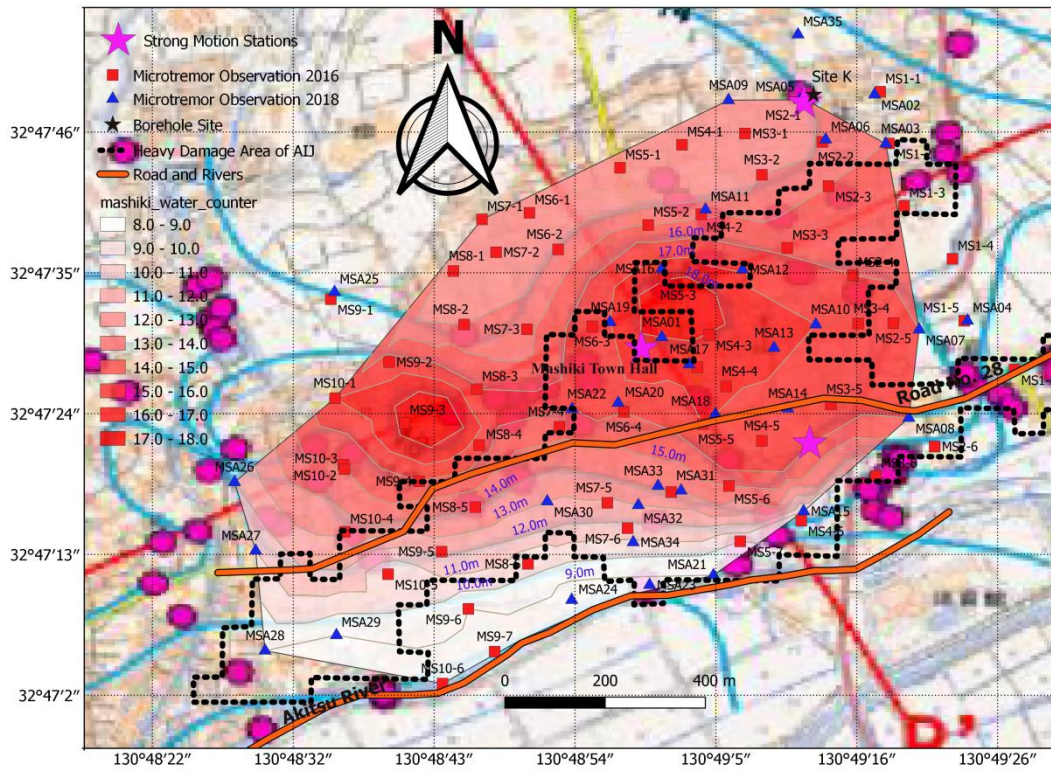 N
Strong Motion Stations
Microtremor Observation 2016
Microtremor Observation 2018
Borehole Site
Heavy Damage Area of AIJ
Road and Rivers
mashiki_water_counter
8.0 - 9.0
9.0 - 10.0
10.0 - 11.0
11.0 - 12.0
12.0 - 13.0
13.0 - 14.0
14.0 - 15.0
15.0 - 16.0
16.0 - 17.0
17.0 - 18.0
MSA35
Site K
MSA09
MSA05
MS1-1
MSA02
MS2-1
MS4-1
MS3-1
MSA06
MSA03
MS2-2
MS5-1
MS3-2
MS2-3
MS1-3
MS7-1
MS6-1
MSA11
MS5-2
MS4-2
16.0m
MS6-2
MS7-2
17.0m
MS3-3
MS1-4
MS8-1
MSA16
18.0m
MSA12
MS2-4
MSA25
MS9-1
MS5-3
MS8-2
MSA19
MSA01
MSA10
MS3-4
MS1-5
MSA04
MS7-3
MS6-3
MS4-3
MSA13
MS2-5
MSA07
MSA17
MS9-2
Mashiki Town Hall
MS8-3
MS4-4
MS10-1
MSA22
MSA20
MSA14
MS3-5
Road No. 28
MS9-3
MS7-4
MS6-4
MSA18
MSA08
MS8-4
MS5-5
MS4-5
MS2-6
15.0m
MSA26
MS10-3
MS10-2
14.0m
MSA33
MSA31
MS7-5
MS5-6
13.0m
MS8-5
MSA30
MSA32
MSA15
MS10-4
12.0m
MS7-6
MSA34
MS4-6
MSA27
MS9-5
11.0m
MSA21
10.0m
9.0m
MSA24
MSA23
MS9-6
MSA28
MSA29
MS9-7
MS10-6
Akitsu River
0 200 400 m
D'
32°47′46″
32°47′35″
32°47′24″
32°47′13″
32°47′2″
130°48′22″ 130°48′32″ 130°48′43″ 130°48′54″ 130°49′5″ 130°49′16″ 130°49′26″